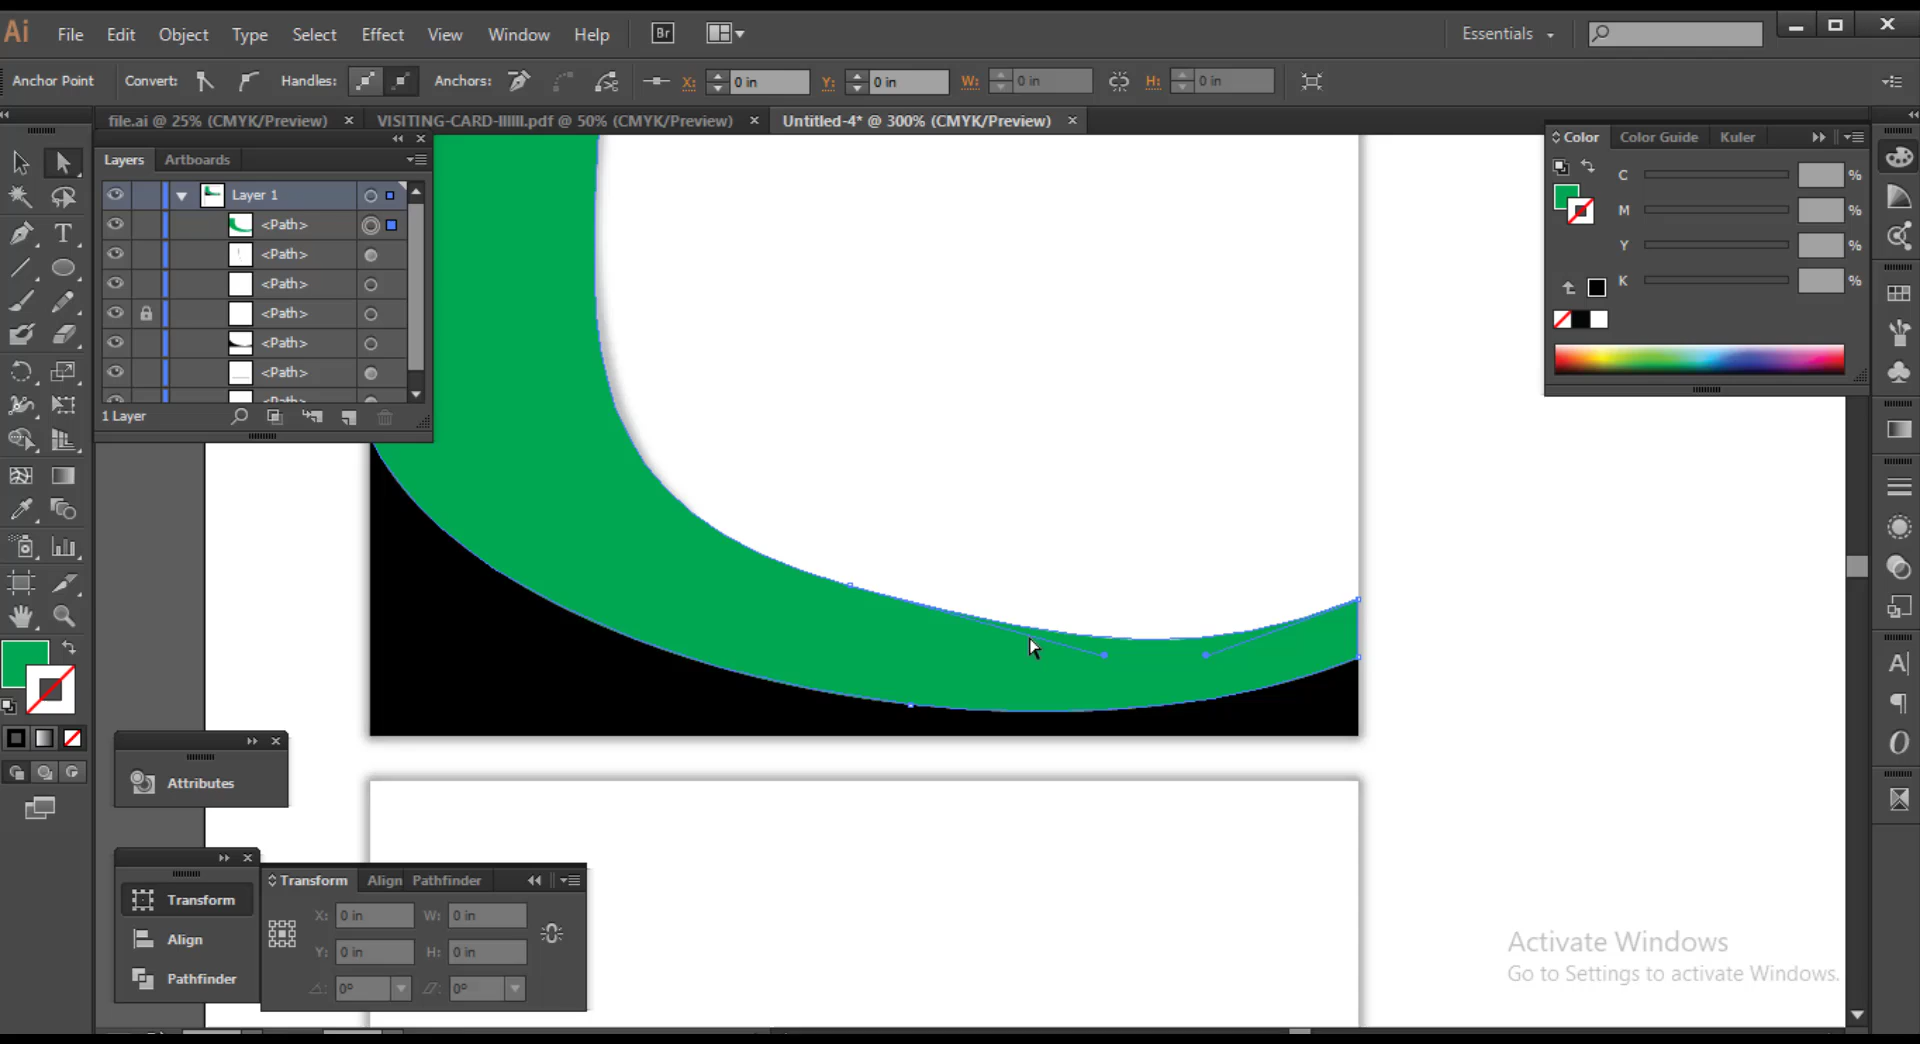 Ai File Edit Object Type Select Effect View Window Help Br Essentials
Anchor Point Convert: Handles: Anchors: X: 0 in Y: 0 in W: 0 in H: 0 in
file.ai @ 25% (CMYK/Preview) × VISITING-CARD-IIIIII.pdf @ 50% (CMYK/Preview) × Untitled-4* @ 300% (CMYK/Preview) ×
Layers Artboards
Layer 1
<Path>
<Path>
<Path>
<Path>
<Path>
<Path>
<Path>
1 Layer
Color Color Guide Kuler
C %
M %
Y %
K %
Attributes
Transform
Align
Pathfinder
Transform Align Pathfinder
X: 0 in W: 0 in
Y: 0 in H: 0 in
0° 0°
Activate Windows
Go to Settings to activate Windows.